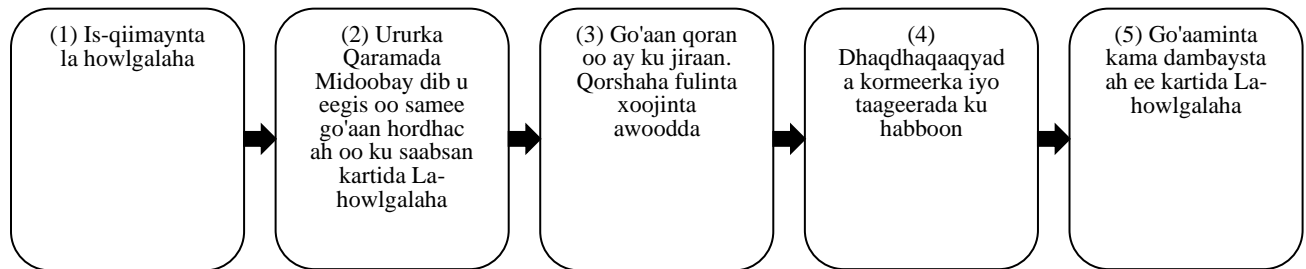 (1) Is-qiimaynta
la howlgalaha
(2) Ururka
Qaramada
Midoobay dib u
eegis oo samee
go'aan hordhac
ah oo ku saabsan
kartida La-
howlgalaha
(3) Go'aan qoran
oo ay ku jiraan.
Qorshaha fulinta
xoojinta
awoodda
(4)
Dhaqdhaqaaqyad
a kormeerka iyo
taageerada ku
habboon
(5) Go'aaminta
kama dambaysta
ah ee kartida La-
howlgalaha